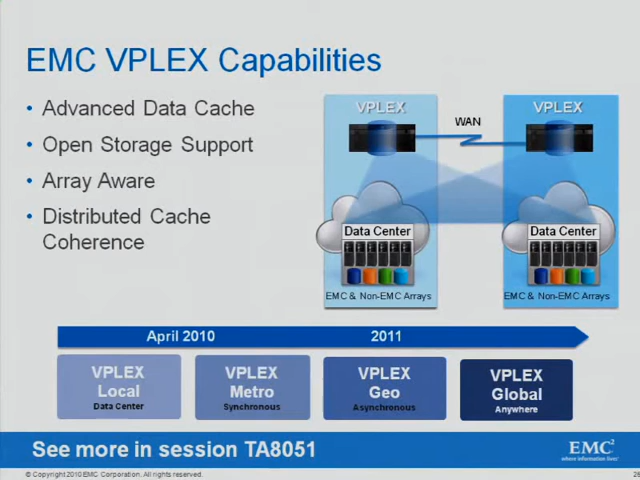 EMC VPLEX Capabilities
• Advanced Data Cache
• Open Storage Support
• Array Aware
• Distributed Cache
Coherence
VPLEX
WAN
VPLEX
Data Center
Data Center
EMC & Non-EMC Arrays
EMC & Non-EMC Arrays
April 2010
2011
VPLEX
Local
Data Center
VPLEX
Metro
Synchronous
VPLEX
Geo
Asynchronous
VPLEX
Global
Anywhere
See more in session TA8051
EMC²
where information lives®
© Copyright 2010 EMC Corporation. All rights reserved.